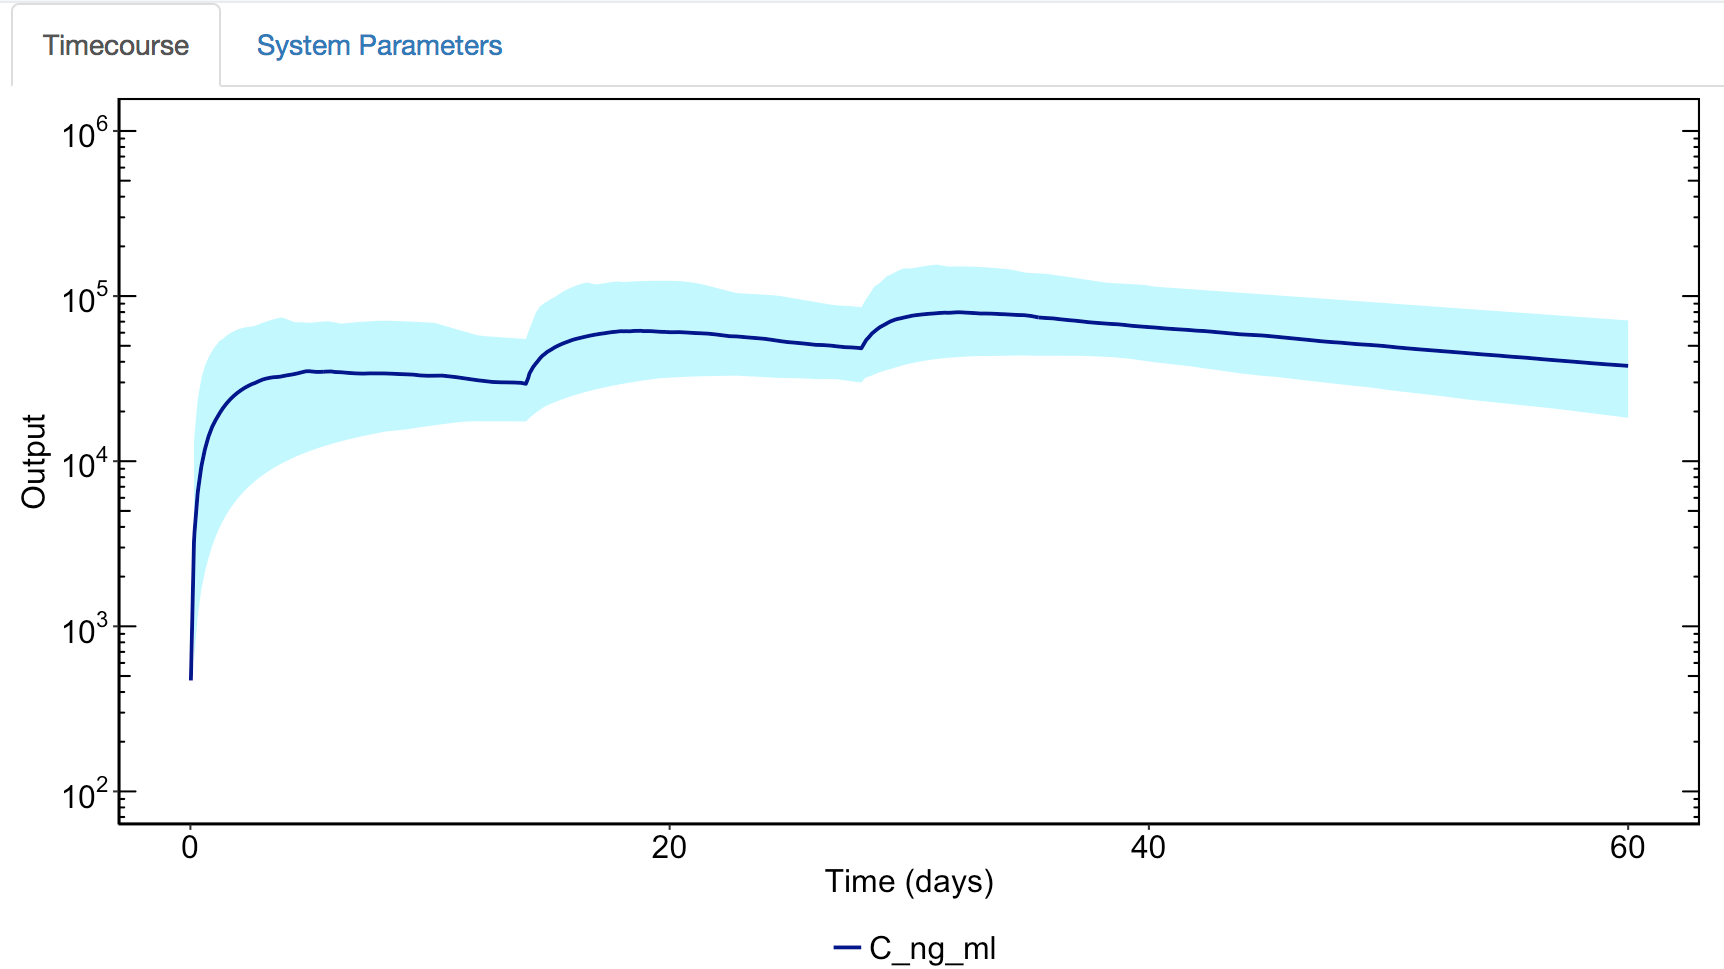 Timecourse
System Parameters
10^6
10^5
10^4
10^3
10^2
Output
0 20 40 60
Time (days)
C_ng_ml